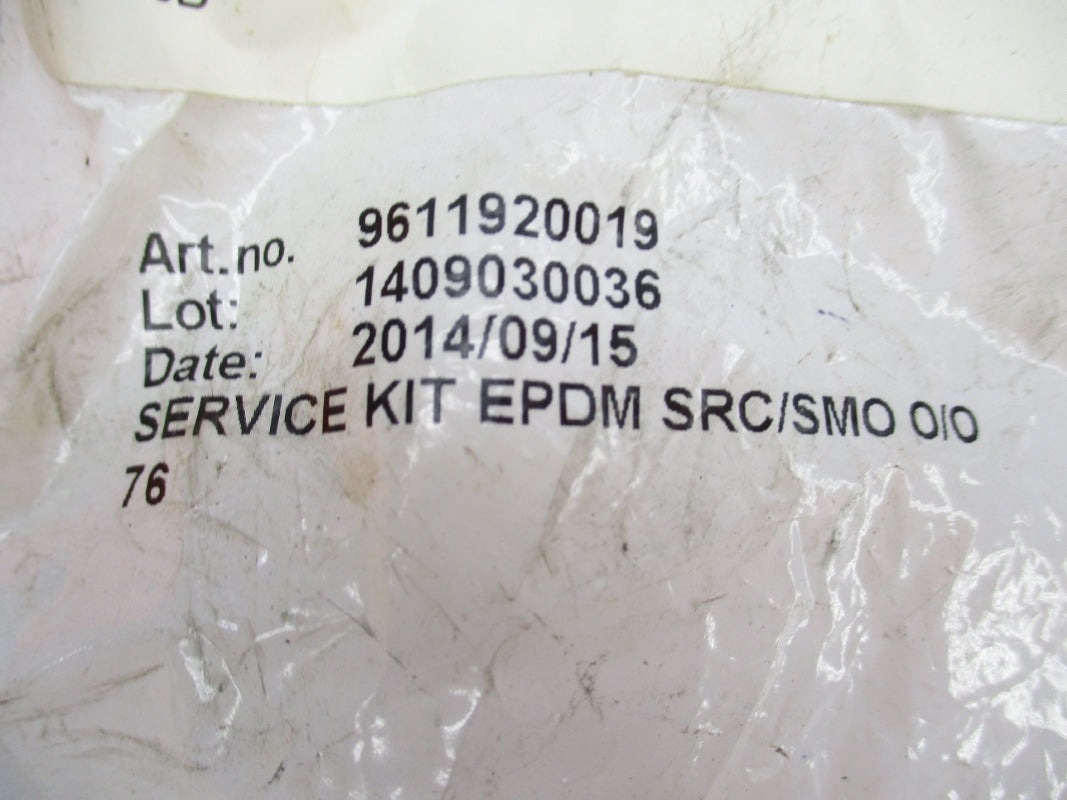 Art.no. 9611920019
Lot: 1409030036
Date: 2014/09/15
SERVICE KIT EPDM SRC/SMO O/O
76